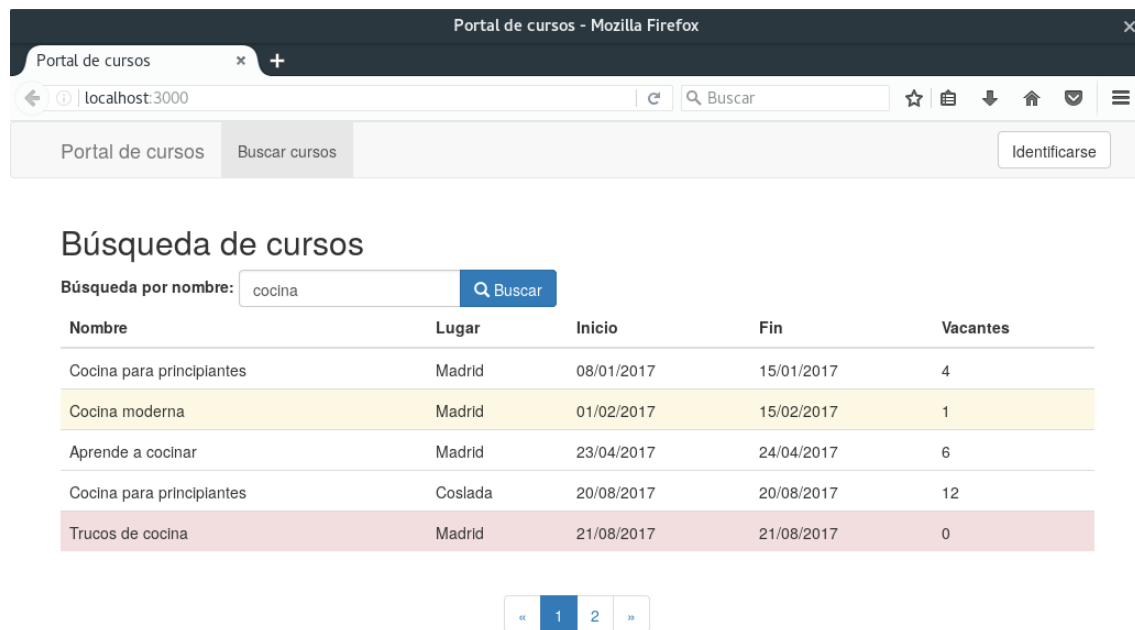 Portal de cursos - Mozilla Firefox
Portal de cursos
localhost:3000
Buscar
Portal de cursos Buscar cursos Identificarse
Búsqueda de cursos
Búsqueda por nombre: cocina Buscar
Nombre Lugar Inicio Fin Vacantes
Cocina para principiantes Madrid 08/01/2017 15/01/2017 4
Cocina moderna Madrid 01/02/2017 15/02/2017 1
Aprende a cocinar Madrid 23/04/2017 24/04/2017 6
Cocina para principiantes Coslada 20/08/2017 20/08/2017 12
Trucos de cocina Madrid 21/08/2017 21/08/2017 0
« 1 2 »